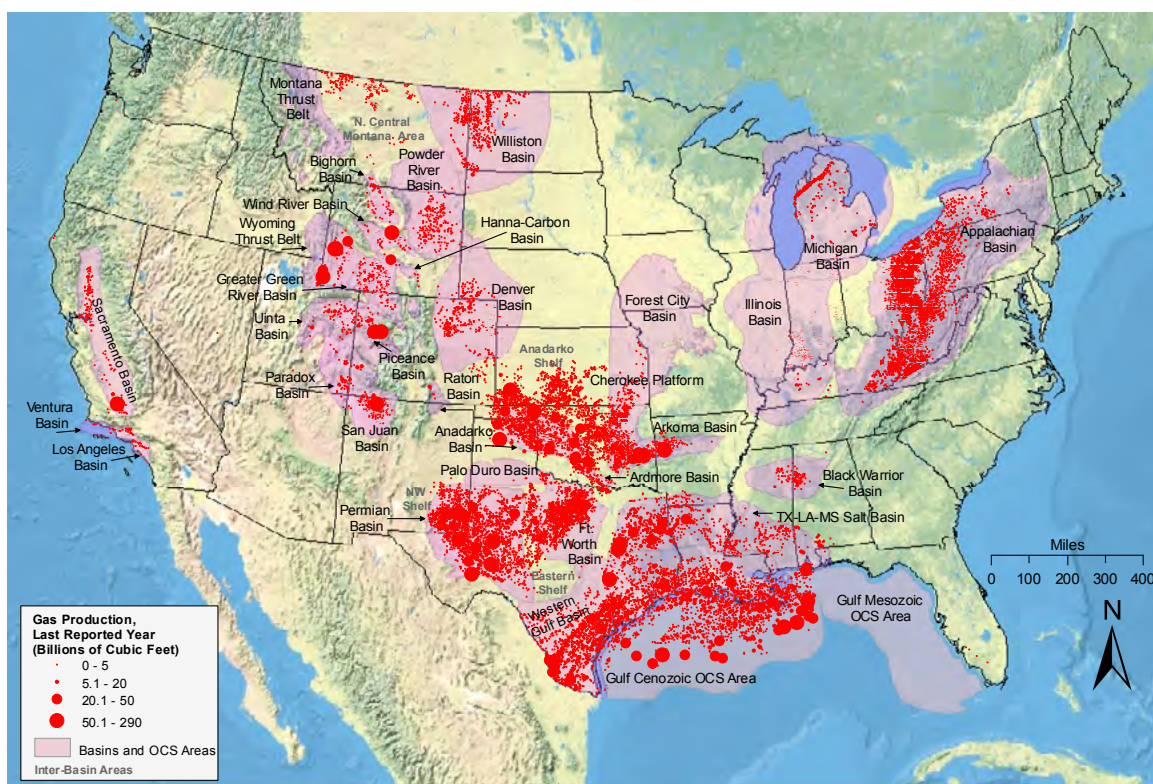 Montana
Thrust
Belt
N. Central
Montana Area
Williston
Basin
Bighorn
Basin
Powder
River
Basin
Wind River Basin
Wyoming
Thrust Belt
Hanna-Carbon
Basin
Greater Green
River Basin
Uinta
Basin
Denver
Basin
Piceance
Basin
Paradox
Basin
Raton
Basin
San Juan
Basin
Sacramento Basin
Ventura
Basin
Los Angeles
Basin
Anadarko
Shelf
Forest City
Basin
Cherokee Platform
Illinois
Basin
Michigan
Basin
Appalachian
Basin
Anadarko
Basin
Arkoma Basin
Palo Duro Basin
Ardmore Basin
Black Warrior
Basin
NW
Shelf
Permian
Basin
Ft.
Worth
Basin
TX-LA-MS Salt Basin
Eastern
Shelf
Western
Gulf Basin
Gulf Mesozoic
OCS Area
Gulf Cenozoic OCS Area
Miles
0 100 200 300 400
N
Gas Production,
Last Reported Year
(Billions of Cubic Feet)
0 - 5
5.1 - 20
20.1 - 50
50.1 - 290
Basins and OCS Areas
Inter-Basin Areas